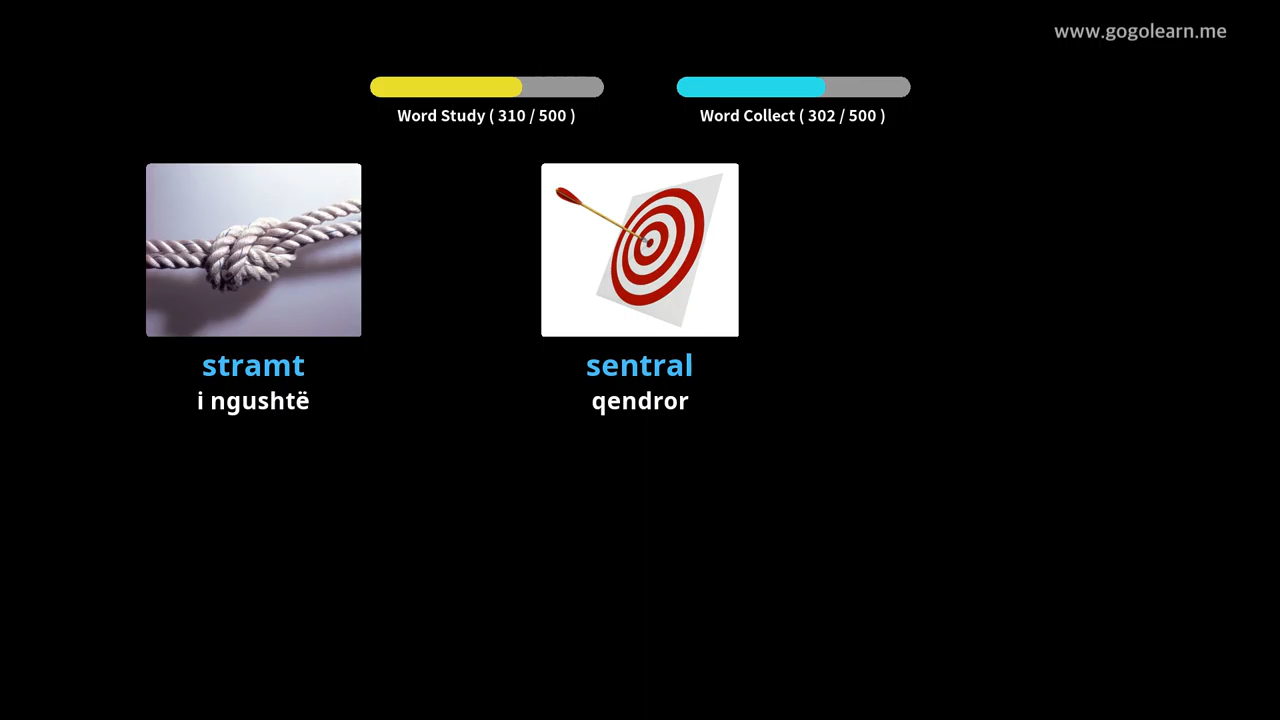 www.gogolearn.me
Word Study ( 310 / 500 )
Word Collect ( 302 / 500 )
stramt
i ngushtë
sentral
qendror